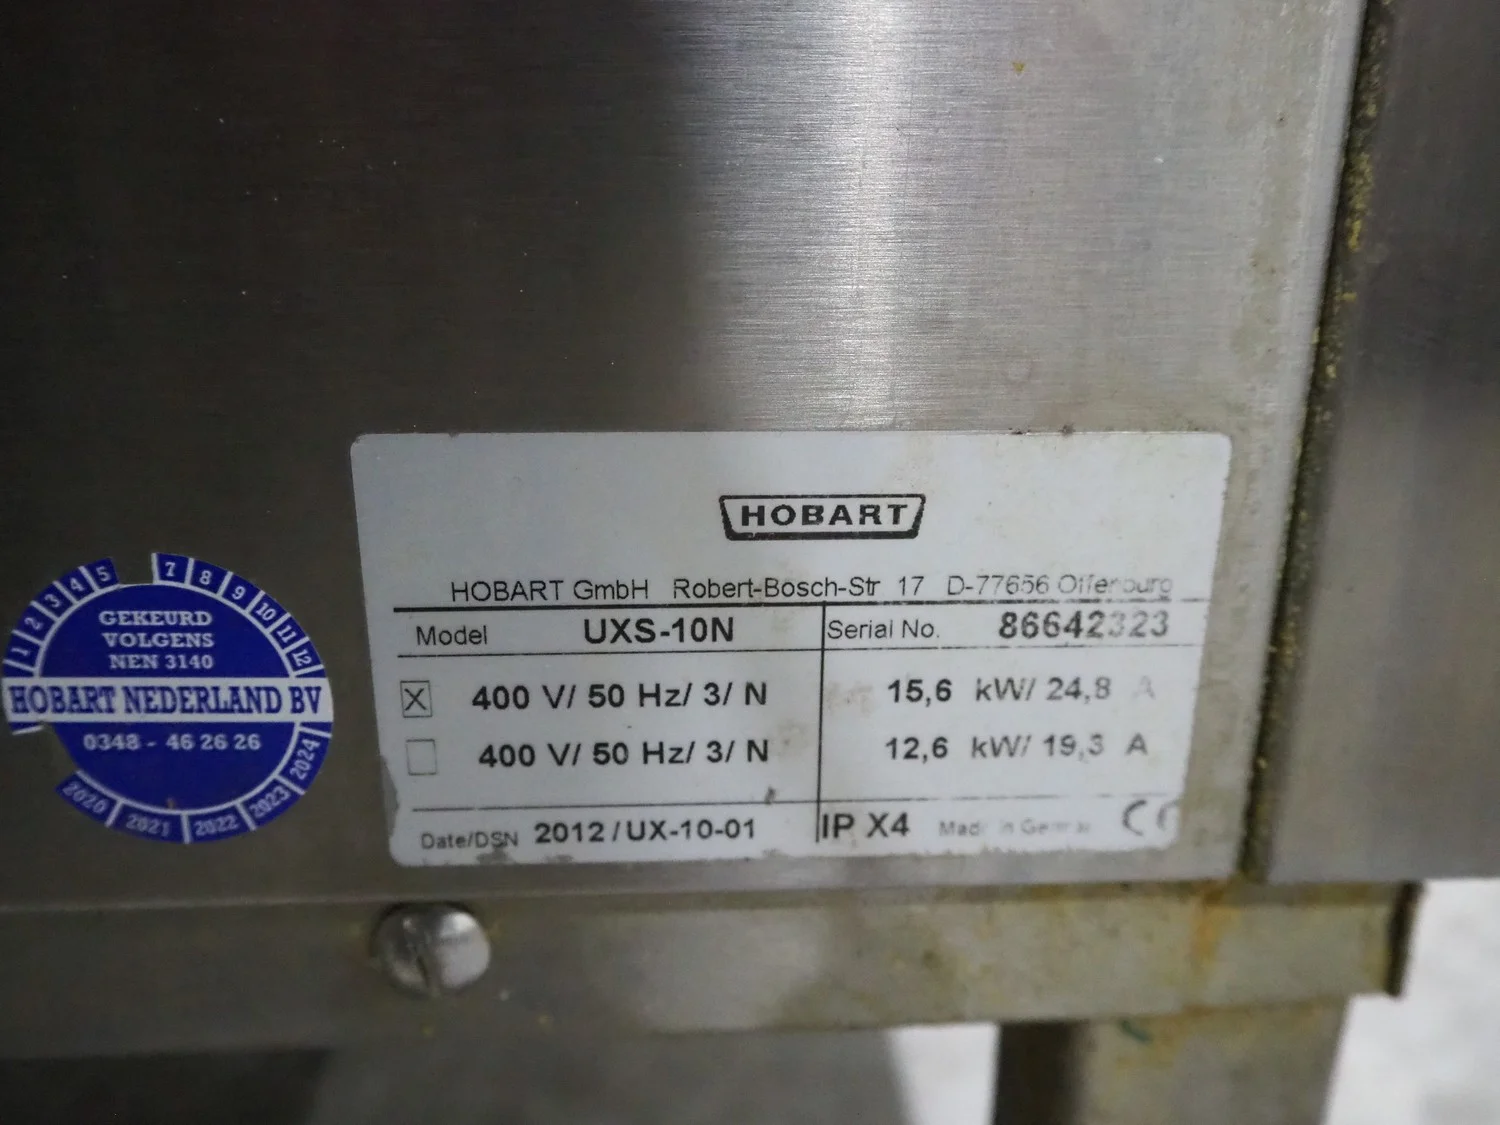 HOBART
HOBART GmbH Robert-Bosch-Str 17 D-77656 Offenburg
Model UXS-10N Serial No. 86642323
☒ 400 V/ 50 Hz/ 3/ N 15,6 kW/ 24,8 A
☐ 400 V/ 50 Hz/ 3/ N 12,6 kW/ 19,3 A
Date/DSN 2012 / UX-10-01 IP X4 Made in Germany CE
1 2 3 4 5 7 8 9 10 11 12
GEKEURD
VOLGENS
NEN 3140
HOBART NEDERLAND BV
0348 - 46 26 26
2020 2021 2022 2023 2024